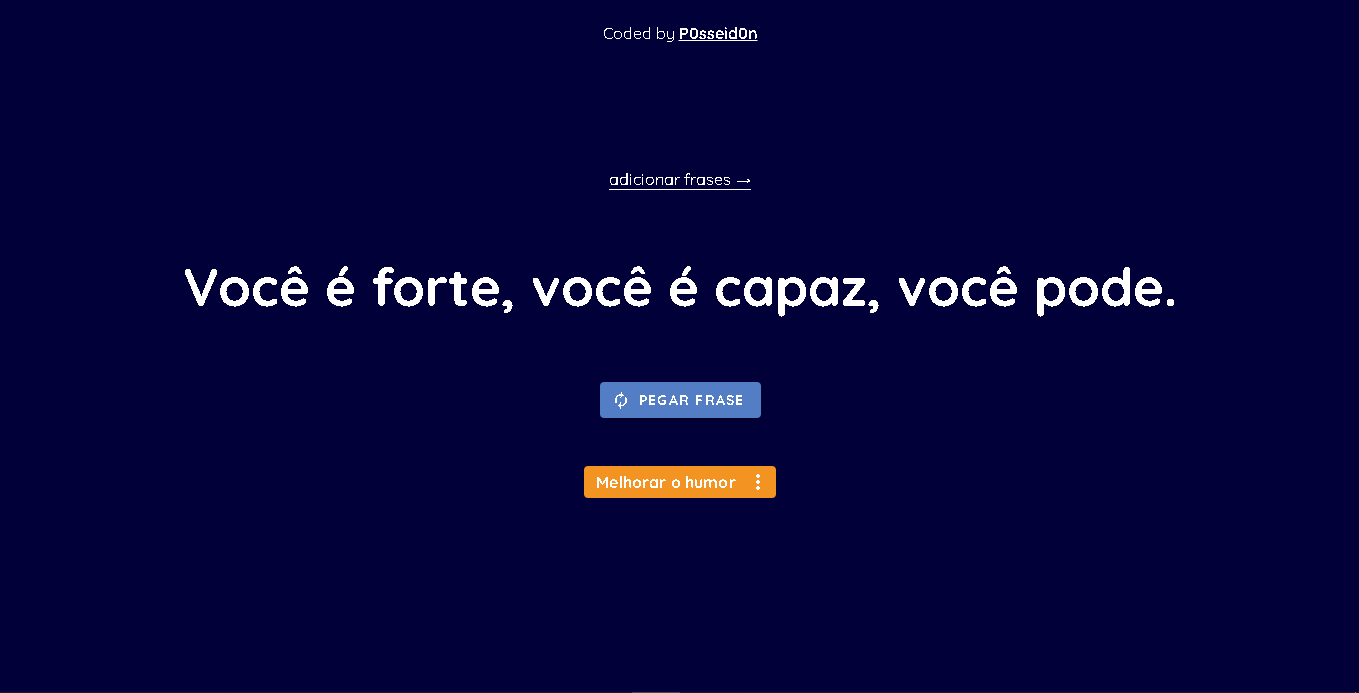 Coded by P0sseid0n
adicionar frases →
Você é forte, você é capaz, você pode.
PEGAR FRASE
Melhorar o humor